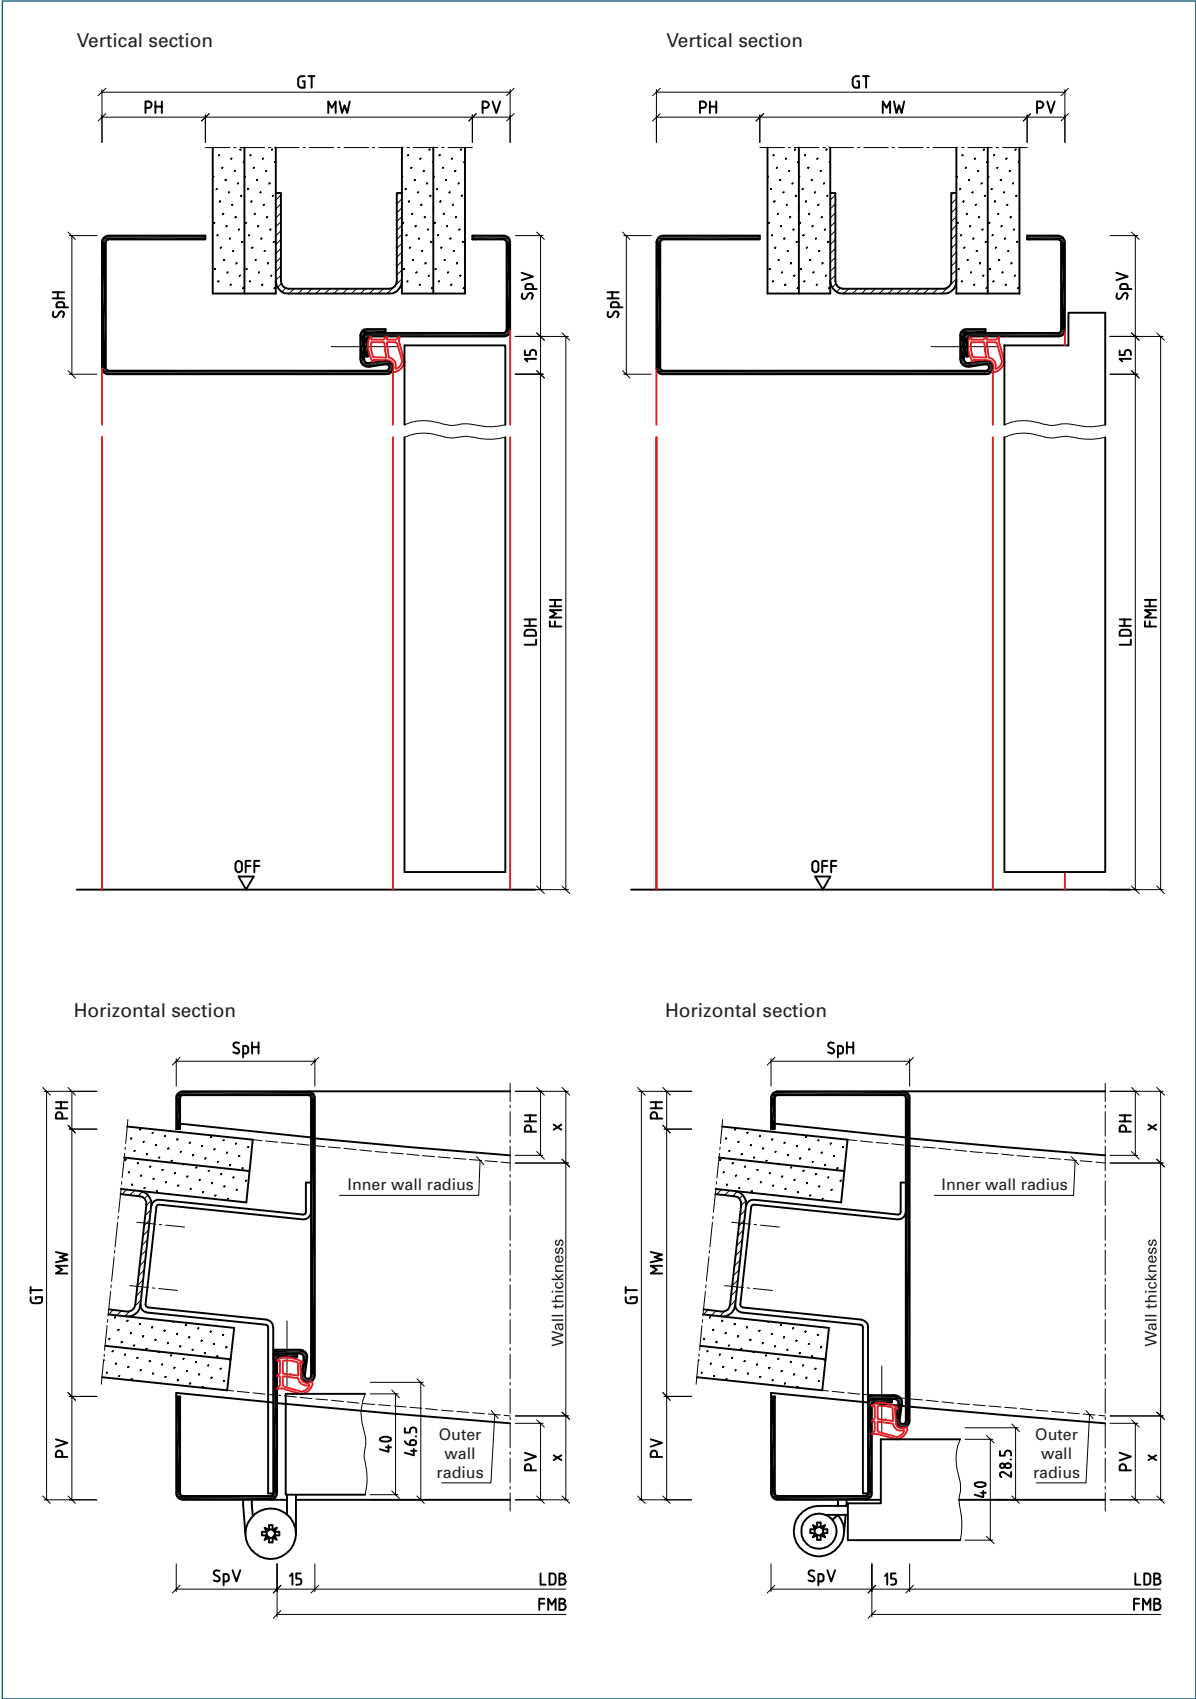 Vertical section
Vertical section
GT
PH MW PV
GT
PH MW PV
SpH
SpV
15
LDH
FMH
OFF
SpH
SpV
15
LDH
FMH
OFF
Horizontal section
Horizontal section
SpH
GT
PH
MW
PV
PH
x
Inner wall radius
Wall thickness
40
46.5
Outer
wall
radius
PV
x
SpV 15 LDB
FMB
SpH
GT
PH
MW
PV
PH
x
Inner wall radius
Wall thickness
40
28.5
Outer
wall
radius
PV
x
SpV 15 LDB
FMB